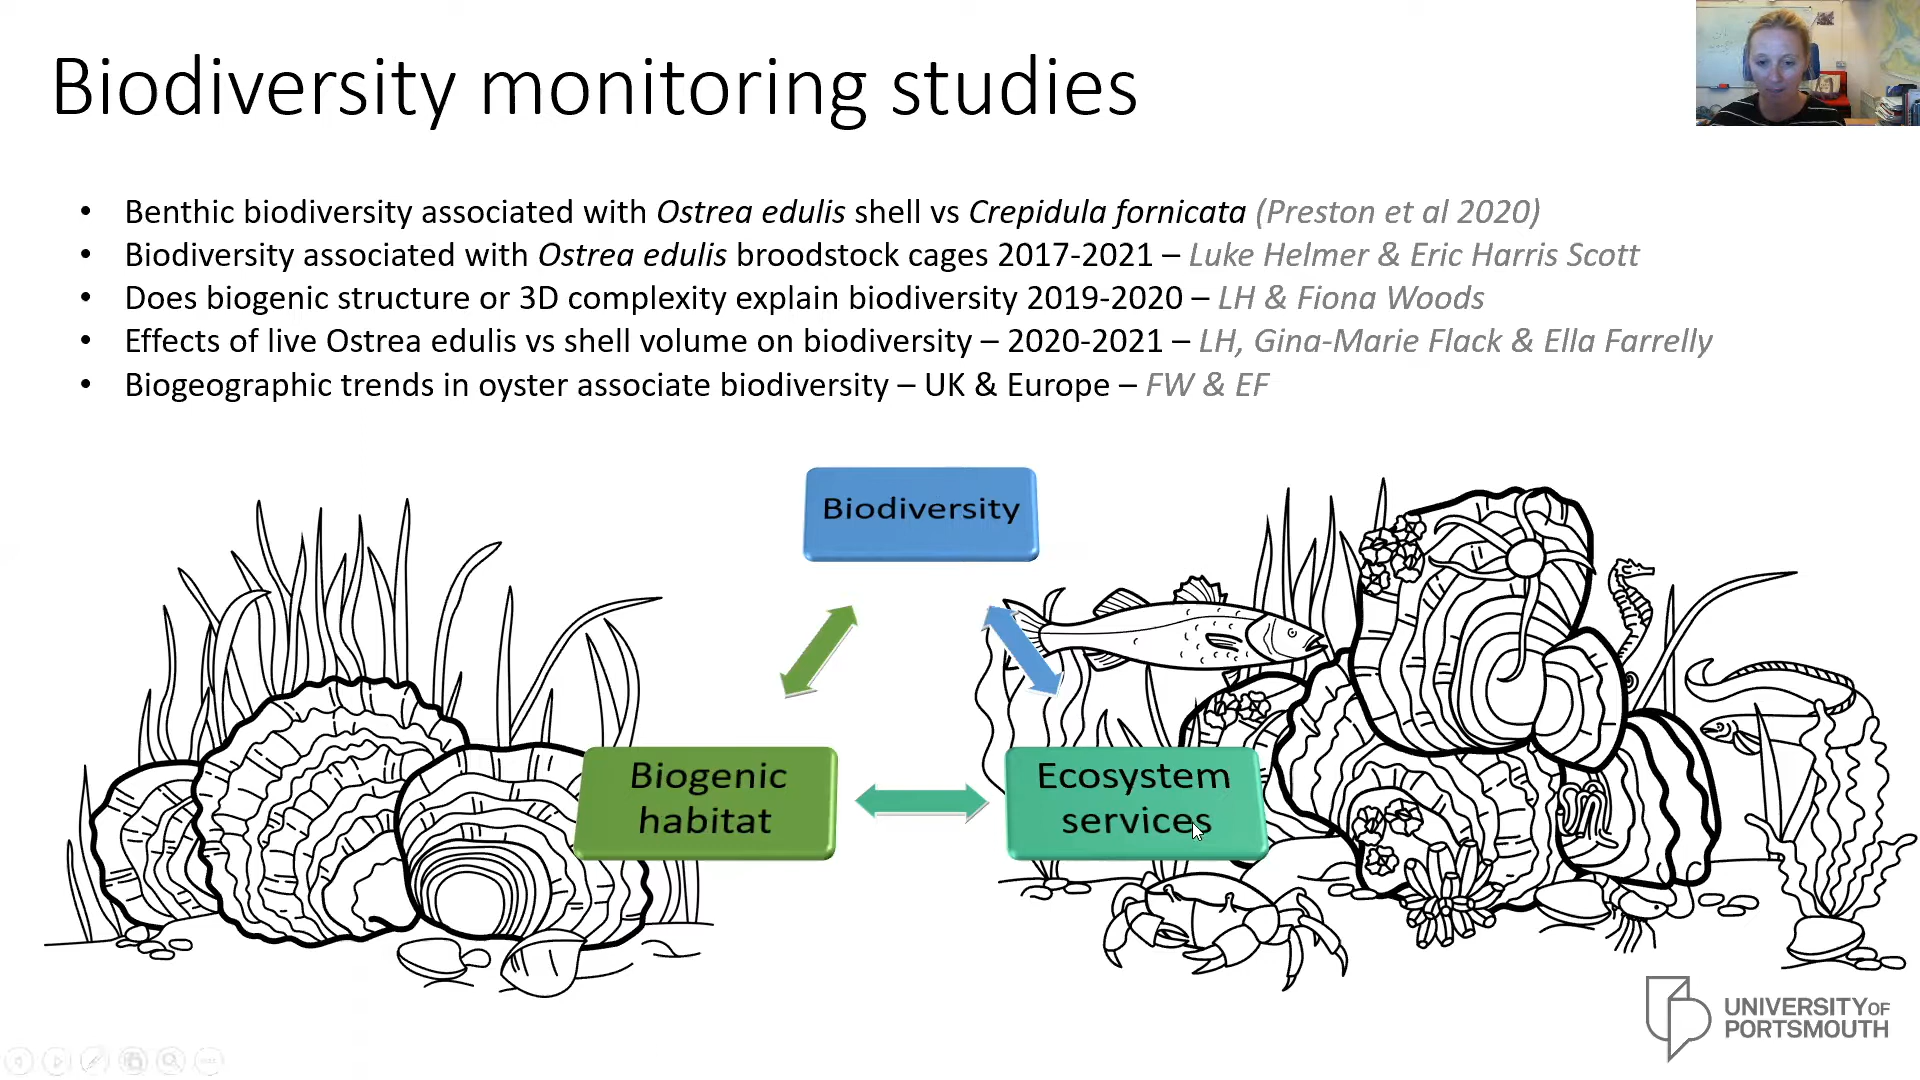 Biodiversity monitoring studies
• Benthic biodiversity associated with Ostrea edulis shell vs Crepidula fornicata (Preston et al 2020)
• Biodiversity associated with Ostrea edulis broodstock cages 2017-2021 – Luke Helmer & Eric Harris Scott
• Does biogenic structure or 3D complexity explain biodiversity 2019-2020 – LH & Fiona Woods
• Effects of live Ostrea edulis vs shell volume on biodiversity – 2020-2021 – LH, Gina-Marie Flack & Ella Farrelly
• Biogeographic trends in oyster associate biodiversity – UK & Europe – FW & EF
Biodiversity
Biogenic
habitat
Ecosystem
services
UNIVERSITY OF
PORTSMOUTH